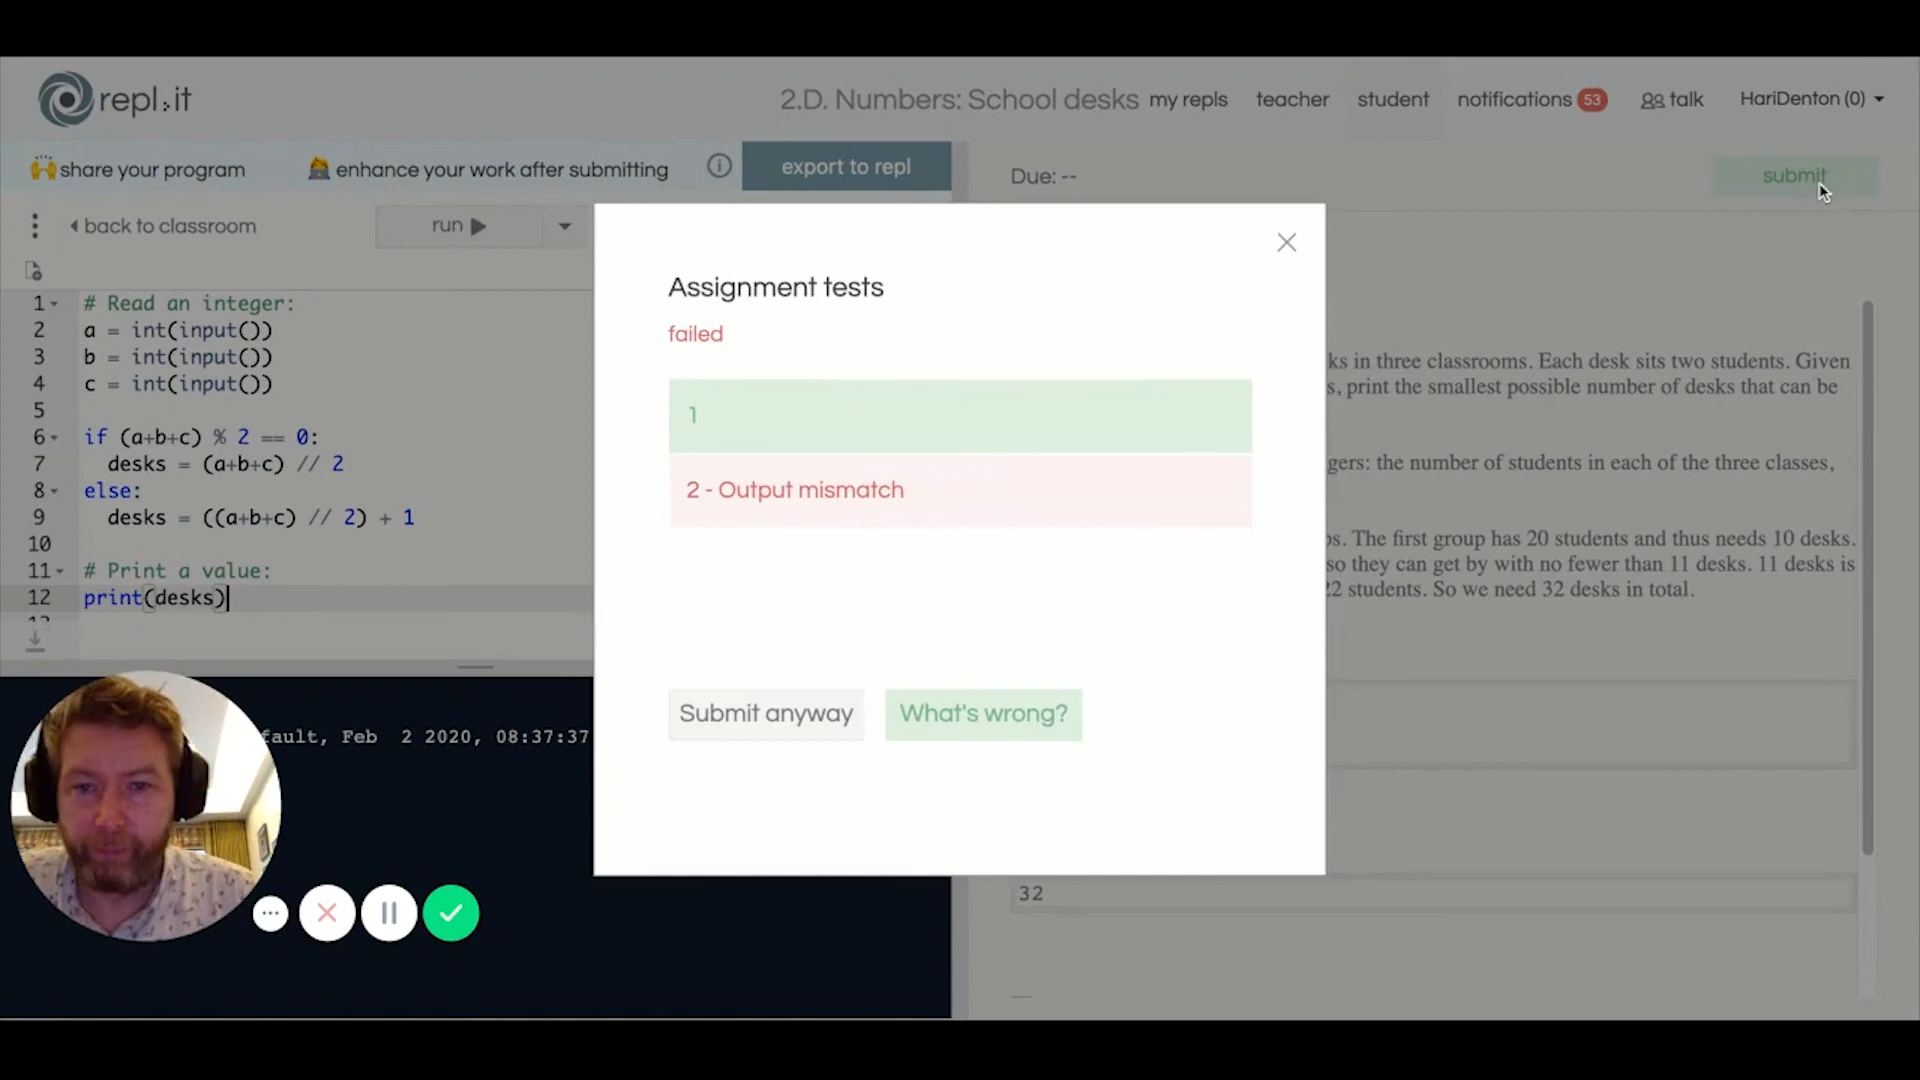 repl.it
2.D. Numbers: School desks
my repls
teacher
student
notifications 53
talk
HariDenton (0)
🙌 share your program
enhance your work after submitting
export to repl
Due: --
submit
back to classroom
run
1 # Read an integer:
2 a = int(input())
3 b = int(input())
4 c = int(input())
5
6 if (a+b+c) % 2 == 0:
7 desks = (a+b+c) // 2
8 else:
9 desks = ((a+b+c) // 2) + 1
10
11 # Print a value:
12 print(desks)
Assignment tests
failed
1
2 - Output mismatch
Submit anyway
What's wrong?
ks in three classrooms. Each desk sits two students. Given
s, print the smallest possible number of desks that can be
gers: the number of students in each of the three classes,
ps. The first group has 20 students and thus needs 10 desks.
so they can get by with no fewer than 11 desks. 11 desks is
22 students. So we need 32 desks in total.
fault, Feb 2 2020, 08:37:37
32